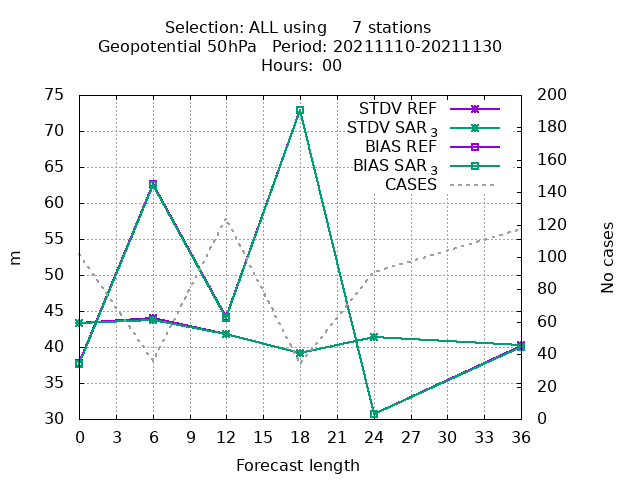 Selection: ALL using     7 stations
Geopotential 50hPa   Period: 20211110-20211130
Hours: 00
75
70
65
60
55
50
45
40
35
30
200
180
160
140
120
100
80
60
40
20
0
STDV REF
STDV SAR 3
BIAS REF
BIAS SAR 3
CASES
m
No cases
0 3 6 9 12 15 18 21 24 27 30 33 36
Forecast length